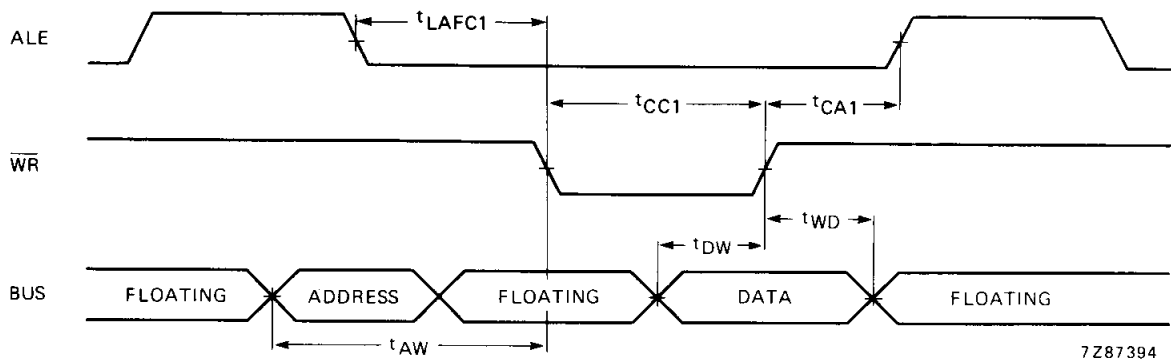 ALE
tLAFC1
tCC1
tCA1
WR
tWD
tDW
BUS
FLOATING
ADDRESS
FLOATING
DATA
FLOATING
tAW
7Z87394